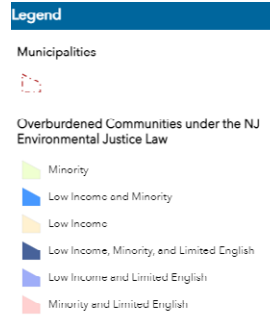 Legend
Municipalities
Overburdened Communities under the NJ
Environmental Justice Law
Minority
Low Income and Minority
Low Income
Low Income, Minority, and Limited English
Low Income and Limited English
Minority and Limited English